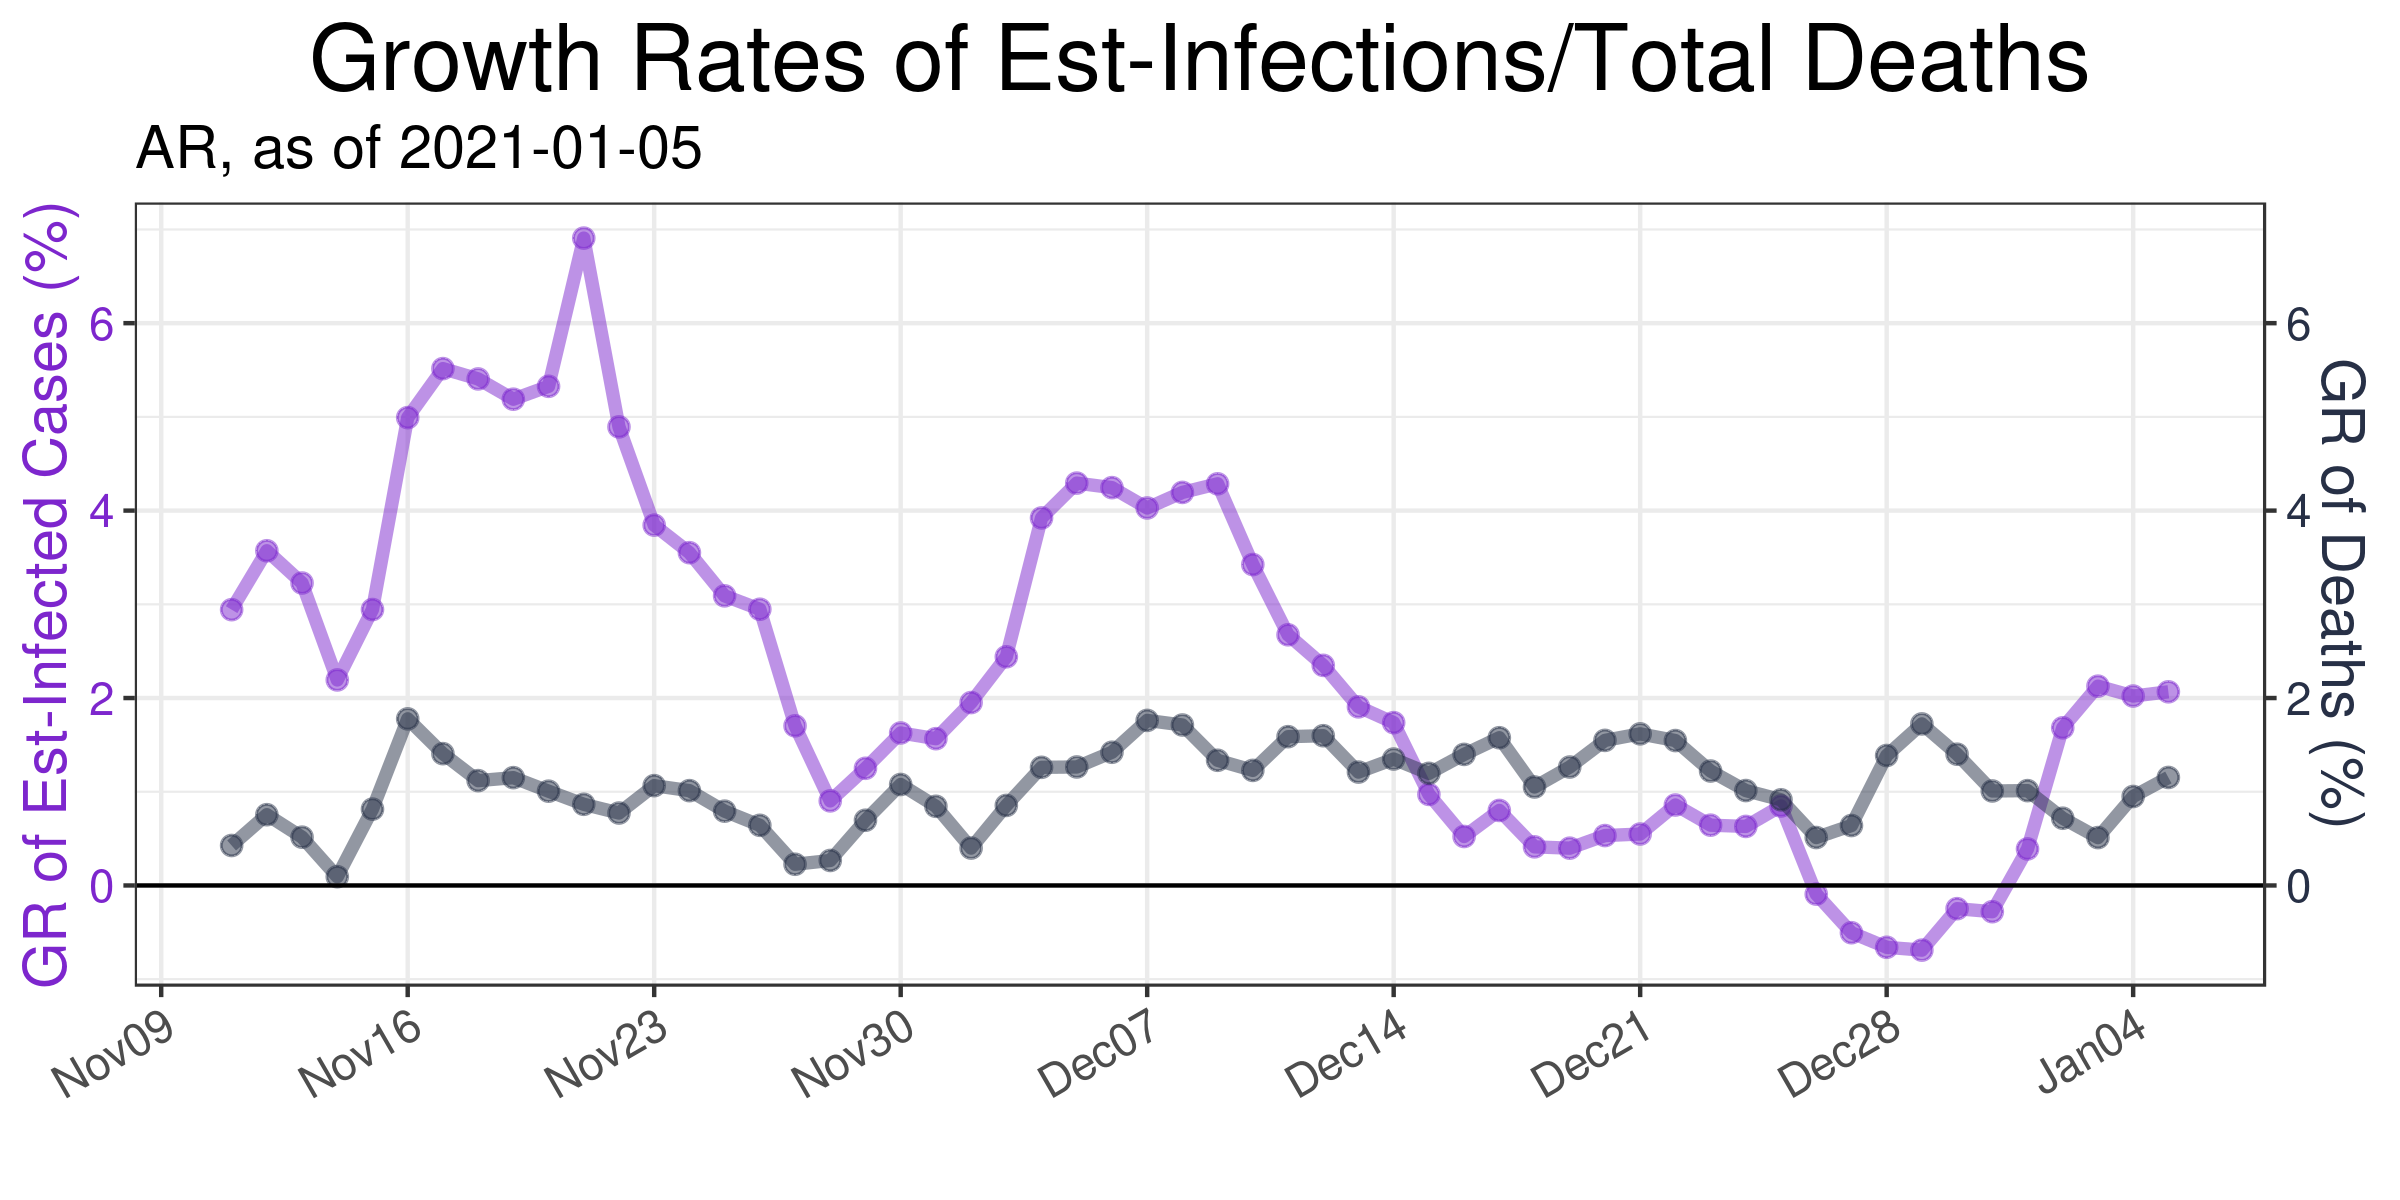 Growth Rates of Est-Infections/Total Deaths
AR, as of 2021-01-05
GR of Est-Infected Cases (%)
6
4
2
0
6
4
2
0
GR of Deaths (%)
Nov09 Nov16 Nov23 Nov30 Dec07 Dec14 Dec21 Dec28 Jan04